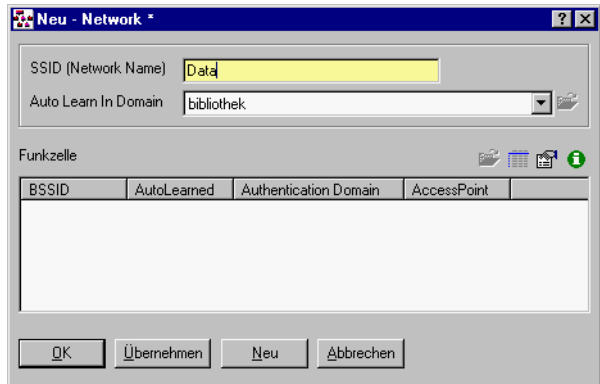 Neu - Network *
SSID (Network Name) Data
Auto Learn In Domain bibliothek
Funkzelle
BSSID AutoLearned Authentication Domain AccessPoint
OK Übernehmen Neu Abbrechen